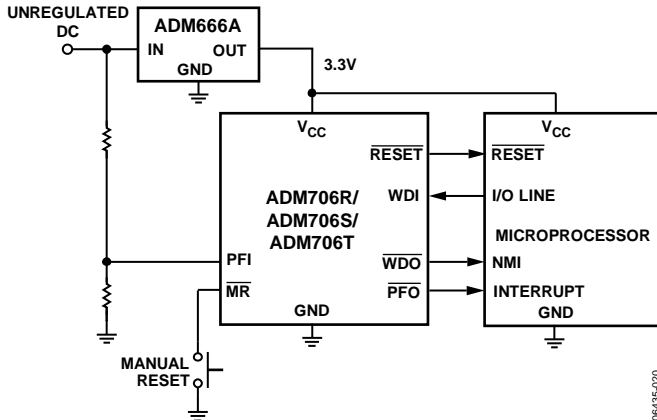 UNREGULATED
DC
ADM666A
IN
OUT
GND
3.3V
VCC
RESET
WDI
ADM706R/
ADM706S/
ADM706T
PFI
WDO
MR
PFO
GND
VCC
RESET
I/O LINE
MICROPROCESSOR
NMI
INTERRUPT
GND
MANUAL
RESET
06435-020